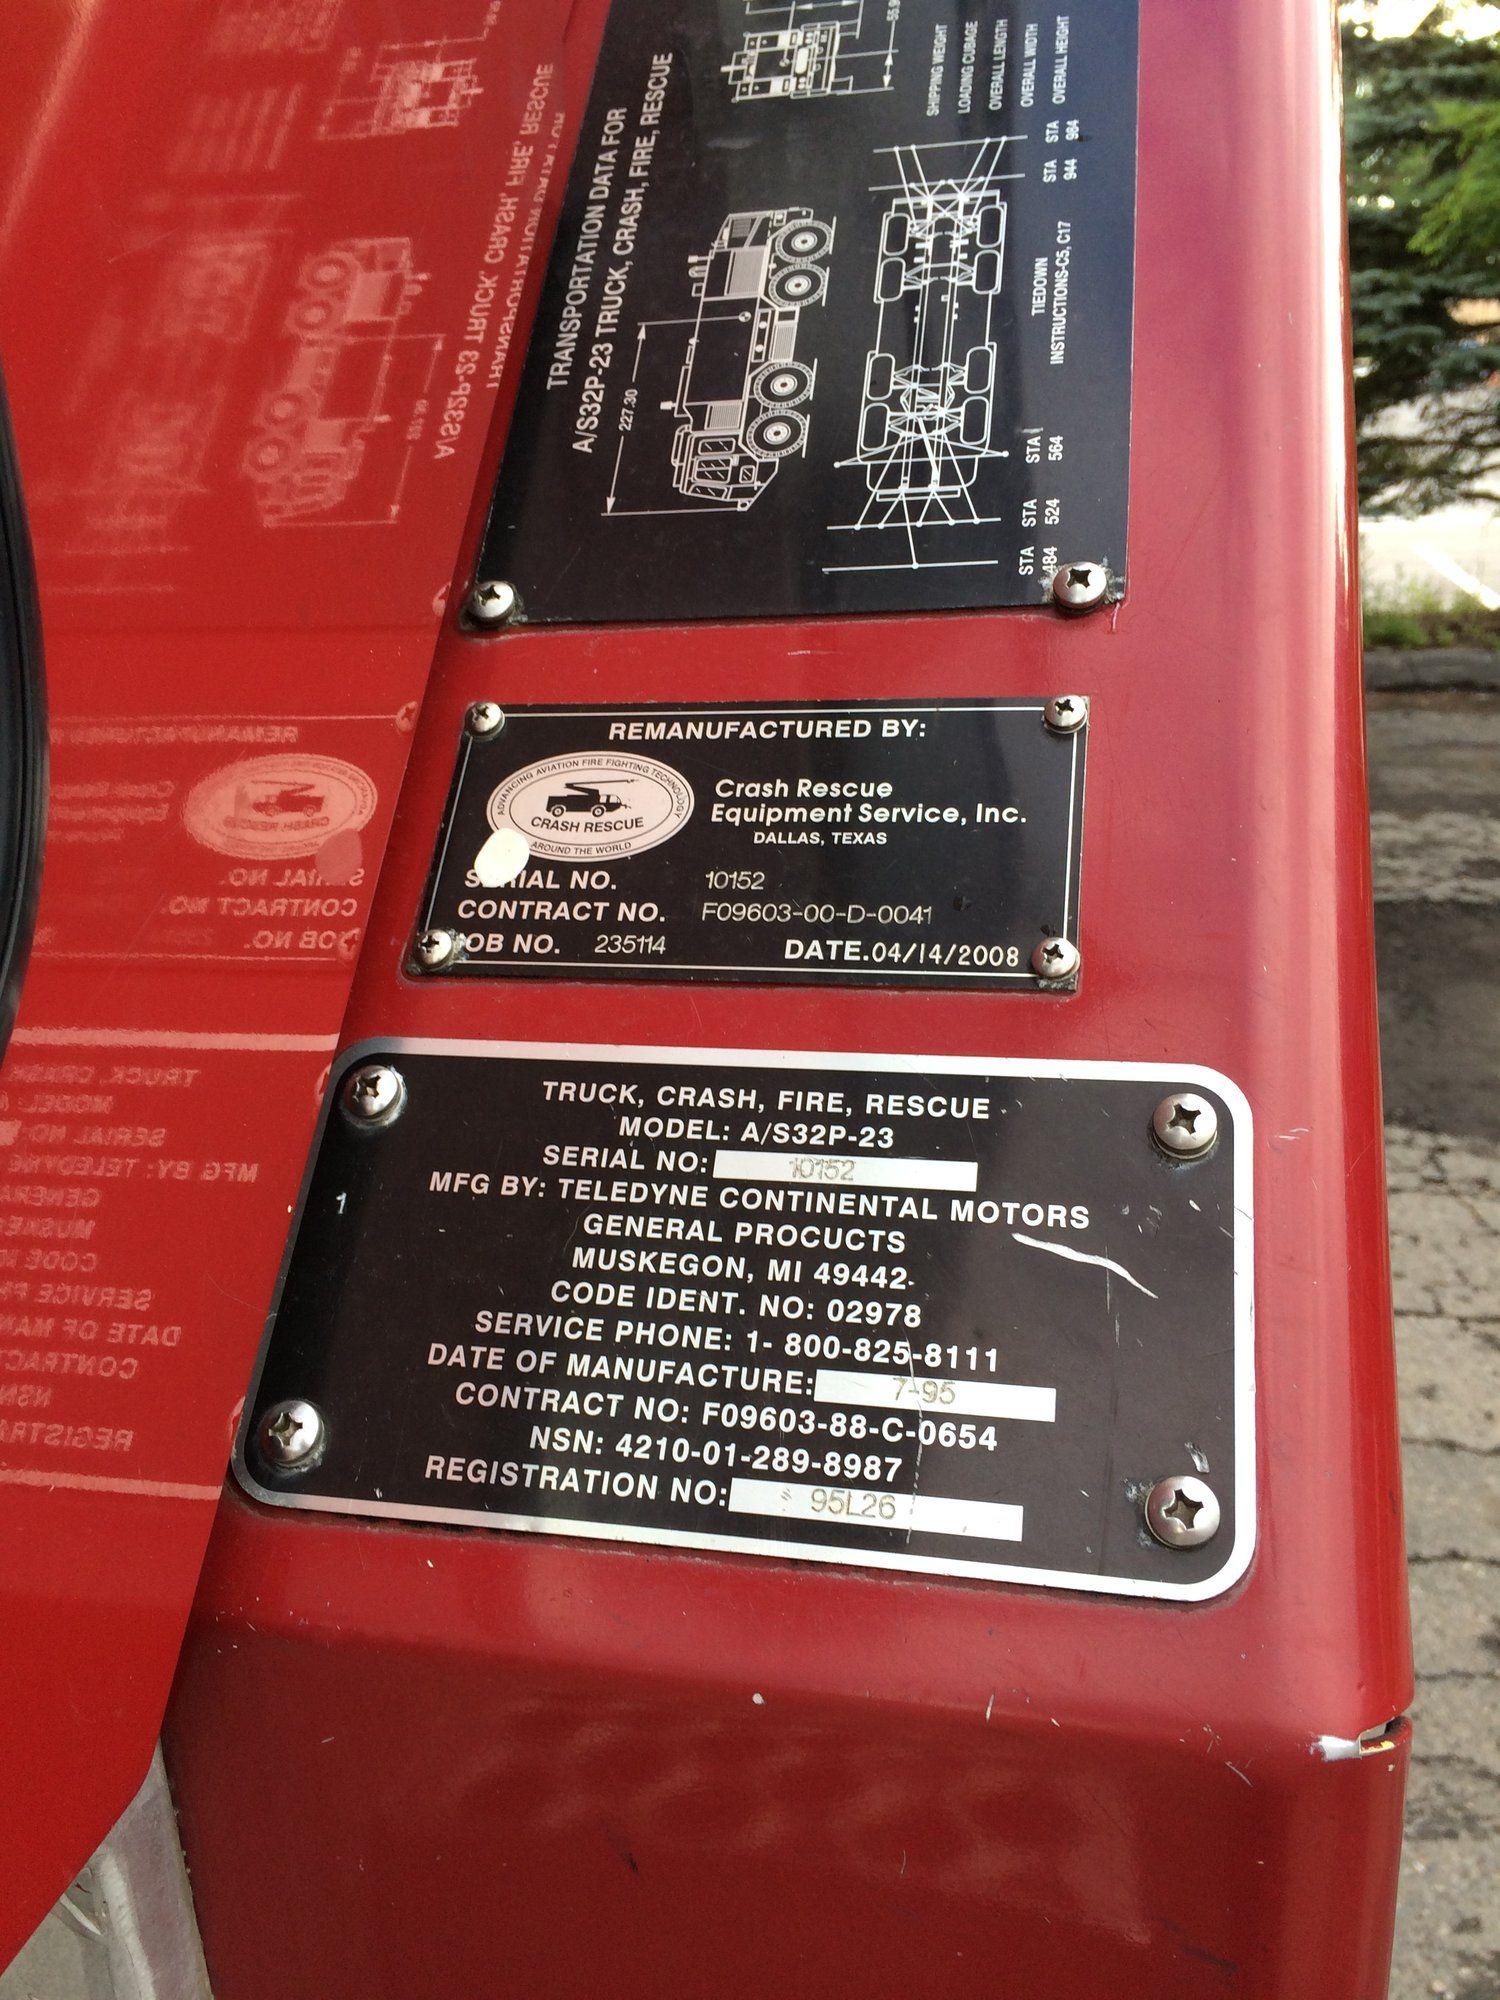 TRANSPORTATION DATA FOR
A/S32P-23 TRUCK, CRASH, FIRE, RESCUE
227.30
SHIPPING WEIGHT
LOADING CUBAGE
OVERALL LENGTH
OVERALL WIDTH
OVERALL HEIGHT
TIEDOWN
INSTRUCTIONS-C5, C17
STA 484
STA 524
STA 564
STA 944
STA 984
REMANUFACTURED BY:
ADVANCING AVIATION FIRE FIGHTING TECHNOLOGY
CRASH RESCUE
AROUND THE WORLD
Crash Rescue
Equipment Service, Inc.
DALLAS, TEXAS
SERIAL NO. 10152
CONTRACT NO. F09603-00-D-0041
JOB NO. 235114 DATE. 04/14/2008
TRUCK, CRASH, FIRE, RESCUE
MODEL: A/S32P-23
SERIAL NO: 10152
MFG BY: TELEDYNE CONTINENTAL MOTORS
1
GENERAL PROCUCTS
MUSKEGON, MI 49442
CODE IDENT. NO: 02978
SERVICE PHONE: 1- 800-825-8111
DATE OF MANUFACTURE: 7-95
CONTRACT NO: F09603-88-C-0654
NSN: 4210-01-289-8987
REGISTRATION NO: 95L26